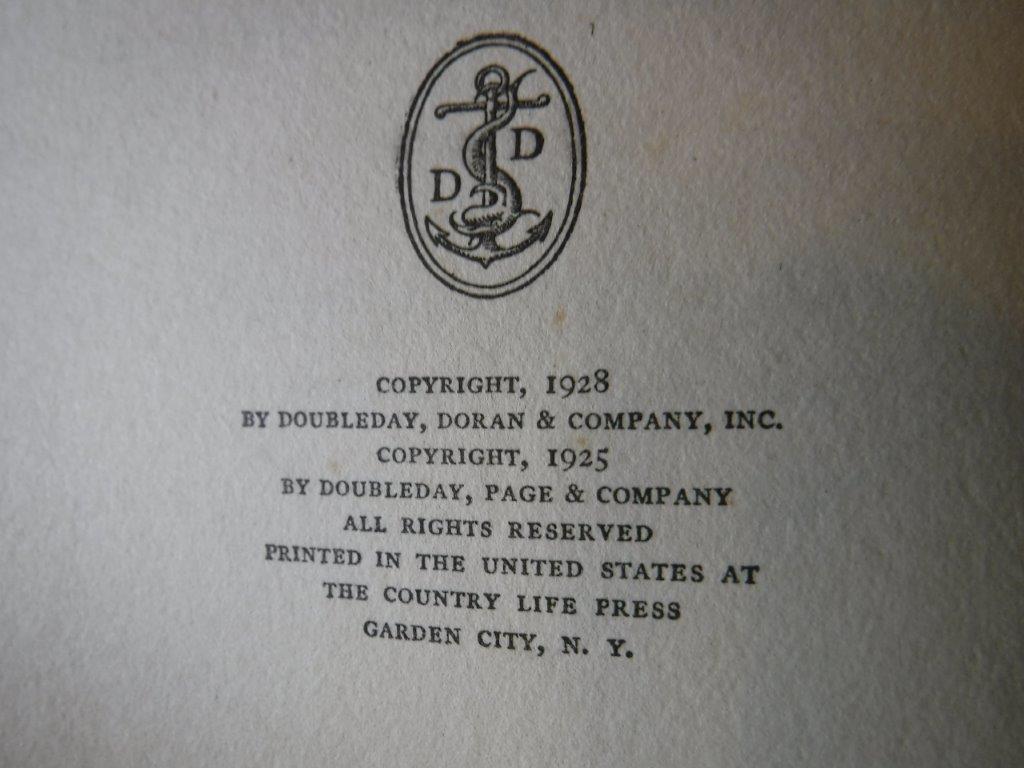 D D
COPYRIGHT, 1928
BY DOUBLEDAY, DORAN & COMPANY, INC.
COPYRIGHT, 1925
BY DOUBLEDAY, PAGE & COMPANY
ALL RIGHTS RESERVED
PRINTED IN THE UNITED STATES AT
THE COUNTRY LIFE PRESS
GARDEN CITY, N. Y.